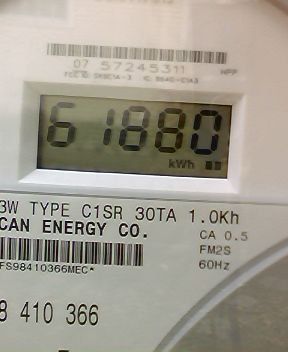 07 57245311
61880
kWh
3W TYPE C1SR 30TA 1.0Kh
CAN ENERGY CO.
CA 0.5
FM2S
60Hz
FS98410366MEC*
8 410 366